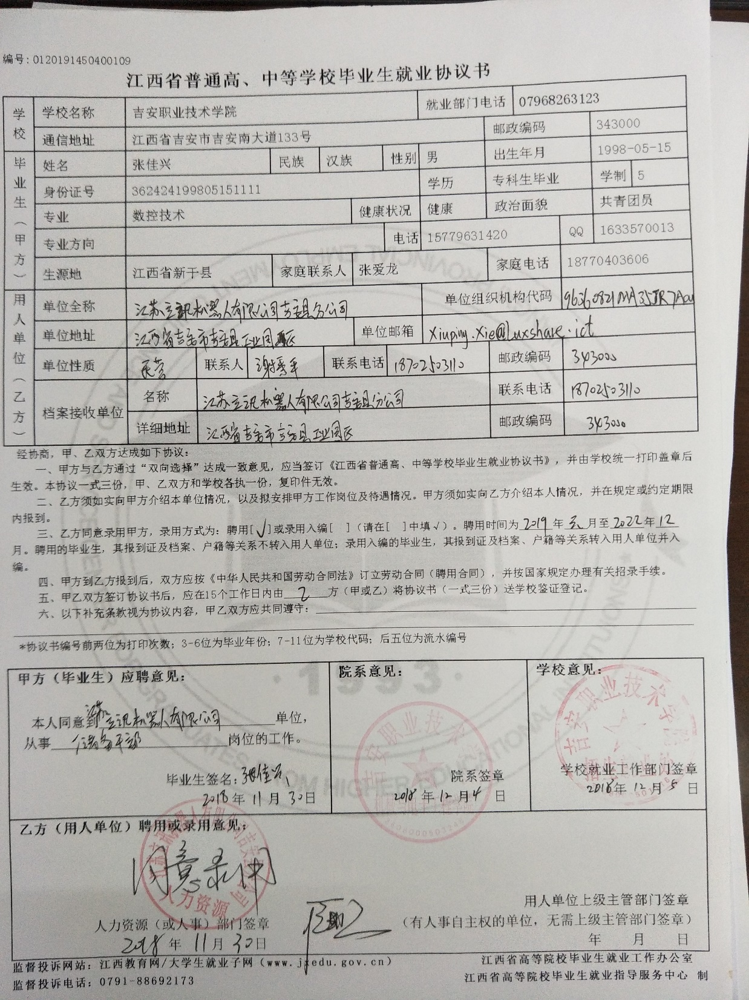 编号:0120191450400109
江西省普通高、中等学校毕业生就业协议书
学校 学校名称 吉安职业技术学院 就业部门电话 07968263123
通信地址 江西省吉安市吉安南大道133号 邮政编码 343000
毕业生（甲方） 姓名 张佳兴 民族 汉族 性别 男 出生年月 1998-05-15
身份证号 362424199805151111 学历 专科生毕业 学制 5
专业 数控技术 健康状况 健康 政治面貌 共青团员
专业方向 电话 15779631420 QQ 1633570013
生源地 江西省新干县 家庭联系人 张爱龙 家庭电话 18770403606
用人单位（乙方） 单位全称 江苏立讯机器人有限公司吉安县分公司 单位组织机构代码
单位地址 江西省吉安市吉安县工业园区 单位邮箱 Xiuping.Xie@Luxshare.ict
单位性质 民营 联系人 谢秀平 联系电话 18702503110 邮政编码 343000
档案接收单位 名称 江苏立讯机器人有限公司吉安县分公司 联系电话 18702503110
详细地址 江西省吉安市吉安县工业园区 邮政编码 343000
经协商，甲、乙双方达成如下协议：
一、甲方与乙方通过“双向选择”达成一致意见，应当签订《江西省普通高、中等学校毕业生就业协议书》，并由学校统一打印盖章后
生效。本协议一式三份，甲、乙双方和学校各执一份，复印件无效。
二、乙方须如实向甲方介绍本单位情况，以及拟安排甲方工作岗位及待遇情况。甲方须如实向乙方介绍本人情况，并在规定或约定期限
内报到。
三、乙方同意录用甲方，录用方式为：聘用[√]或录用入编[ ]（请在[ ]中填√）。聘用时间为2019年 月至2022年12
月。聘用的毕业生，其报到证及档案、户籍等关系不转入用人单位；录用入编的毕业生，其报到证及档案、户籍等关系转入用人单位并入
编。
四、甲方到乙方报到后，双方应按《中华人民共和国劳动合同法》订立劳动合同（聘用合同），并按国家规定办理有关招录手续。
五、甲乙双方签订协议书后，应在15个工作日内由 乙 方（甲或乙）将协议书（一式三份）送学校鉴证登记。
六、以下补充条款视为协议内容，甲乙双方应共同遵守：
*协议书编号前两位为打印次数；3-6位为毕业年份；7-11位为学校代码；后五位为流水编号
甲方（毕业生）应聘意见： 院系意见： 学校意见：
本人同意到江苏立讯机器人有限公司单位，
从事 储备干部 岗位的工作。
毕业生签名：张佳兴 院系签章 学校就业工作部门签章
2018年11月30日 2018年12月4日 2018年12月5日
乙方（用人单位）聘用或录用意见：
同意录用
人力资源
用人单位上级主管部门签章
人力资源（或人事）部门签章 （有人事自主权的单位，无需上级主管部门签章）
2018年11月30日 年 月 日
监督投诉网站：江西教育网/大学生就业子网（www.jxedu.gov.cn） 江西省高等院校毕业生就业工作办公室
监督投诉电话：0791-88692173 江西省高等院校毕业生就业指导服务中心 制